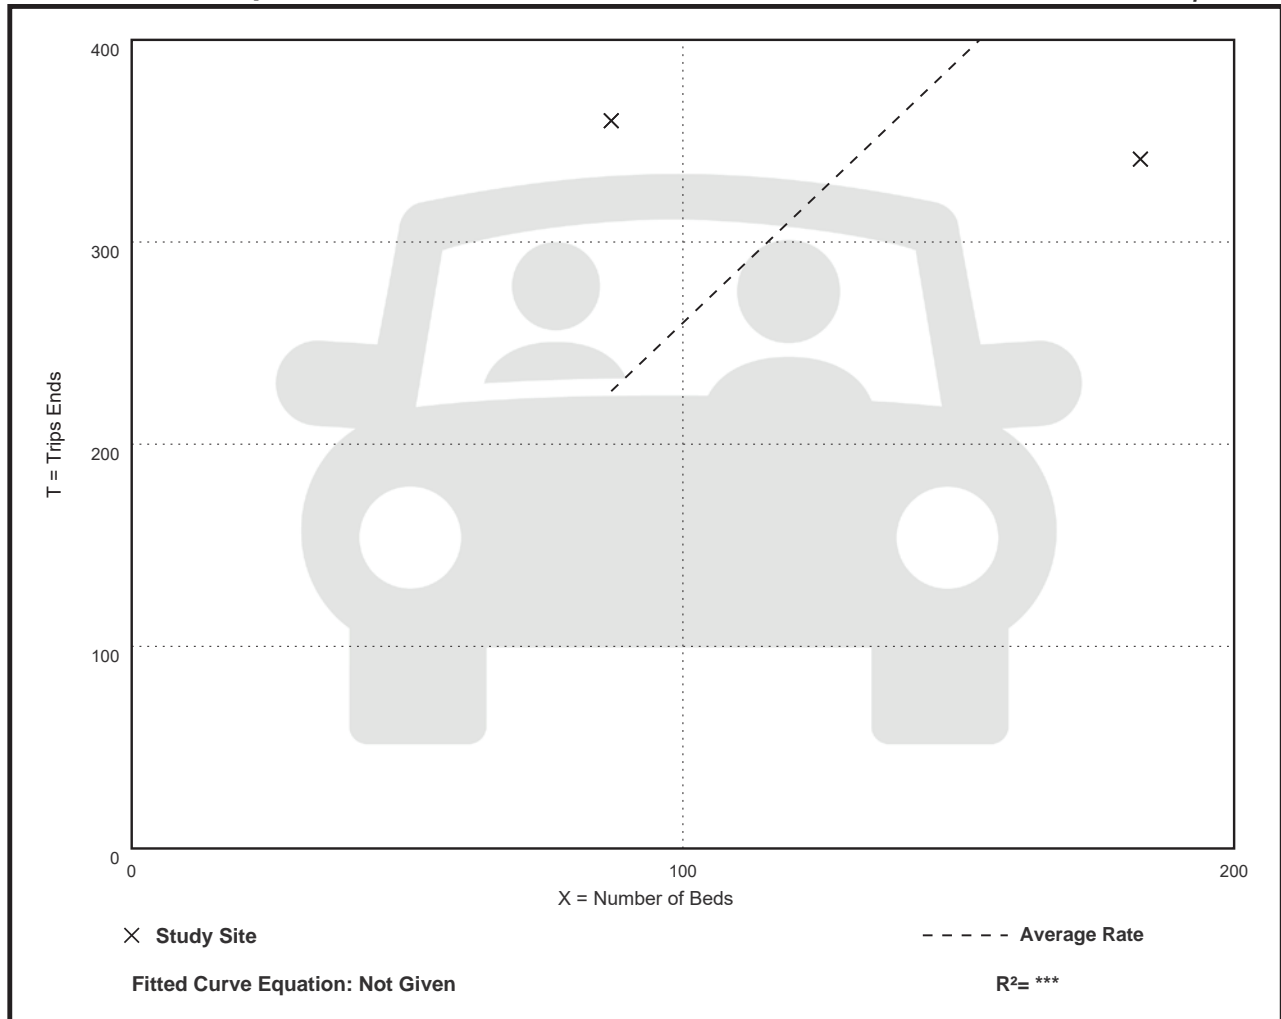 400
300
200
100
0
T = Trips Ends
0 100 200
X = Number of Beds
Study Site
Average Rate
Fitted Curve Equation: Not Given
R²= ***